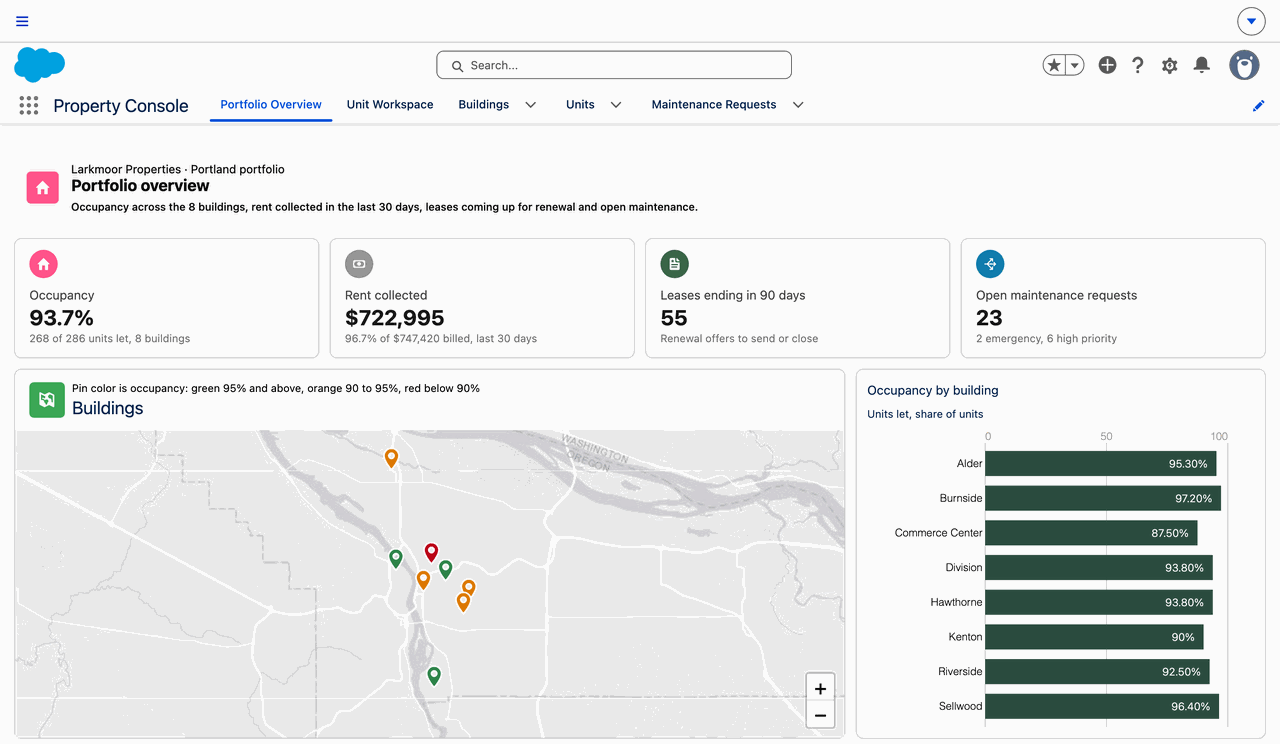 Search...
Property Console
Portfolio Overview
Unit Workspace
Buildings
Units
Maintenance Requests
Larkmoor Properties · Portland portfolio
Portfolio overview
Occupancy across the 8 buildings, rent collected in the last 30 days, leases coming up for renewal and open maintenance.
Occupancy
93.7%
268 of 286 units let, 8 buildings
Rent collected
$722,995
96.7% of $747,420 billed, last 30 days
Leases ending in 90 days
55
Renewal offers to send or close
Open maintenance requests
23
2 emergency, 6 high priority
Pin color is occupancy: green 95% and above, orange 90 to 95%, red below 90%
Buildings
WASHINGTON
OREGON
+
−
Occupancy by building
Units let, share of units
0 50 100
Alder 95.30%
Burnside 97.20%
Commerce Center 87.50%
Division 93.80%
Hawthorne 93.80%
Kenton 90%
Riverside 92.50%
Sellwood 96.40%